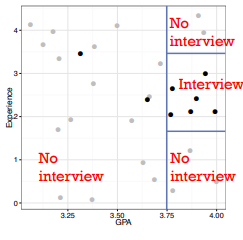 No
interview
4
3
Interview
Experience
2
No
interview
No
interview
1
0
3.25
3.50
3.75
4.00
GPA